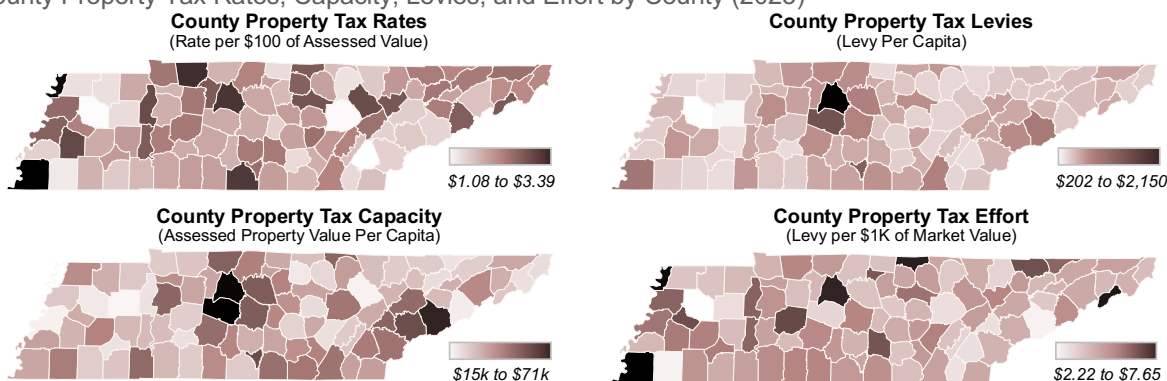 County Property Tax Rates, Capacity, Levies, and Effort by County
County Property Tax Rates
(Rate per $100 of Assessed Value)
$1.08 to $3.39
County Property Tax Levies
(Levy Per Capita)
$202 to $2,150
County Property Tax Capacity
(Assessed Property Value Per Capita)
$15k to $71k
County Property Tax Effort
(Levy per $1K of Market Value)
$2.22 to $7.65